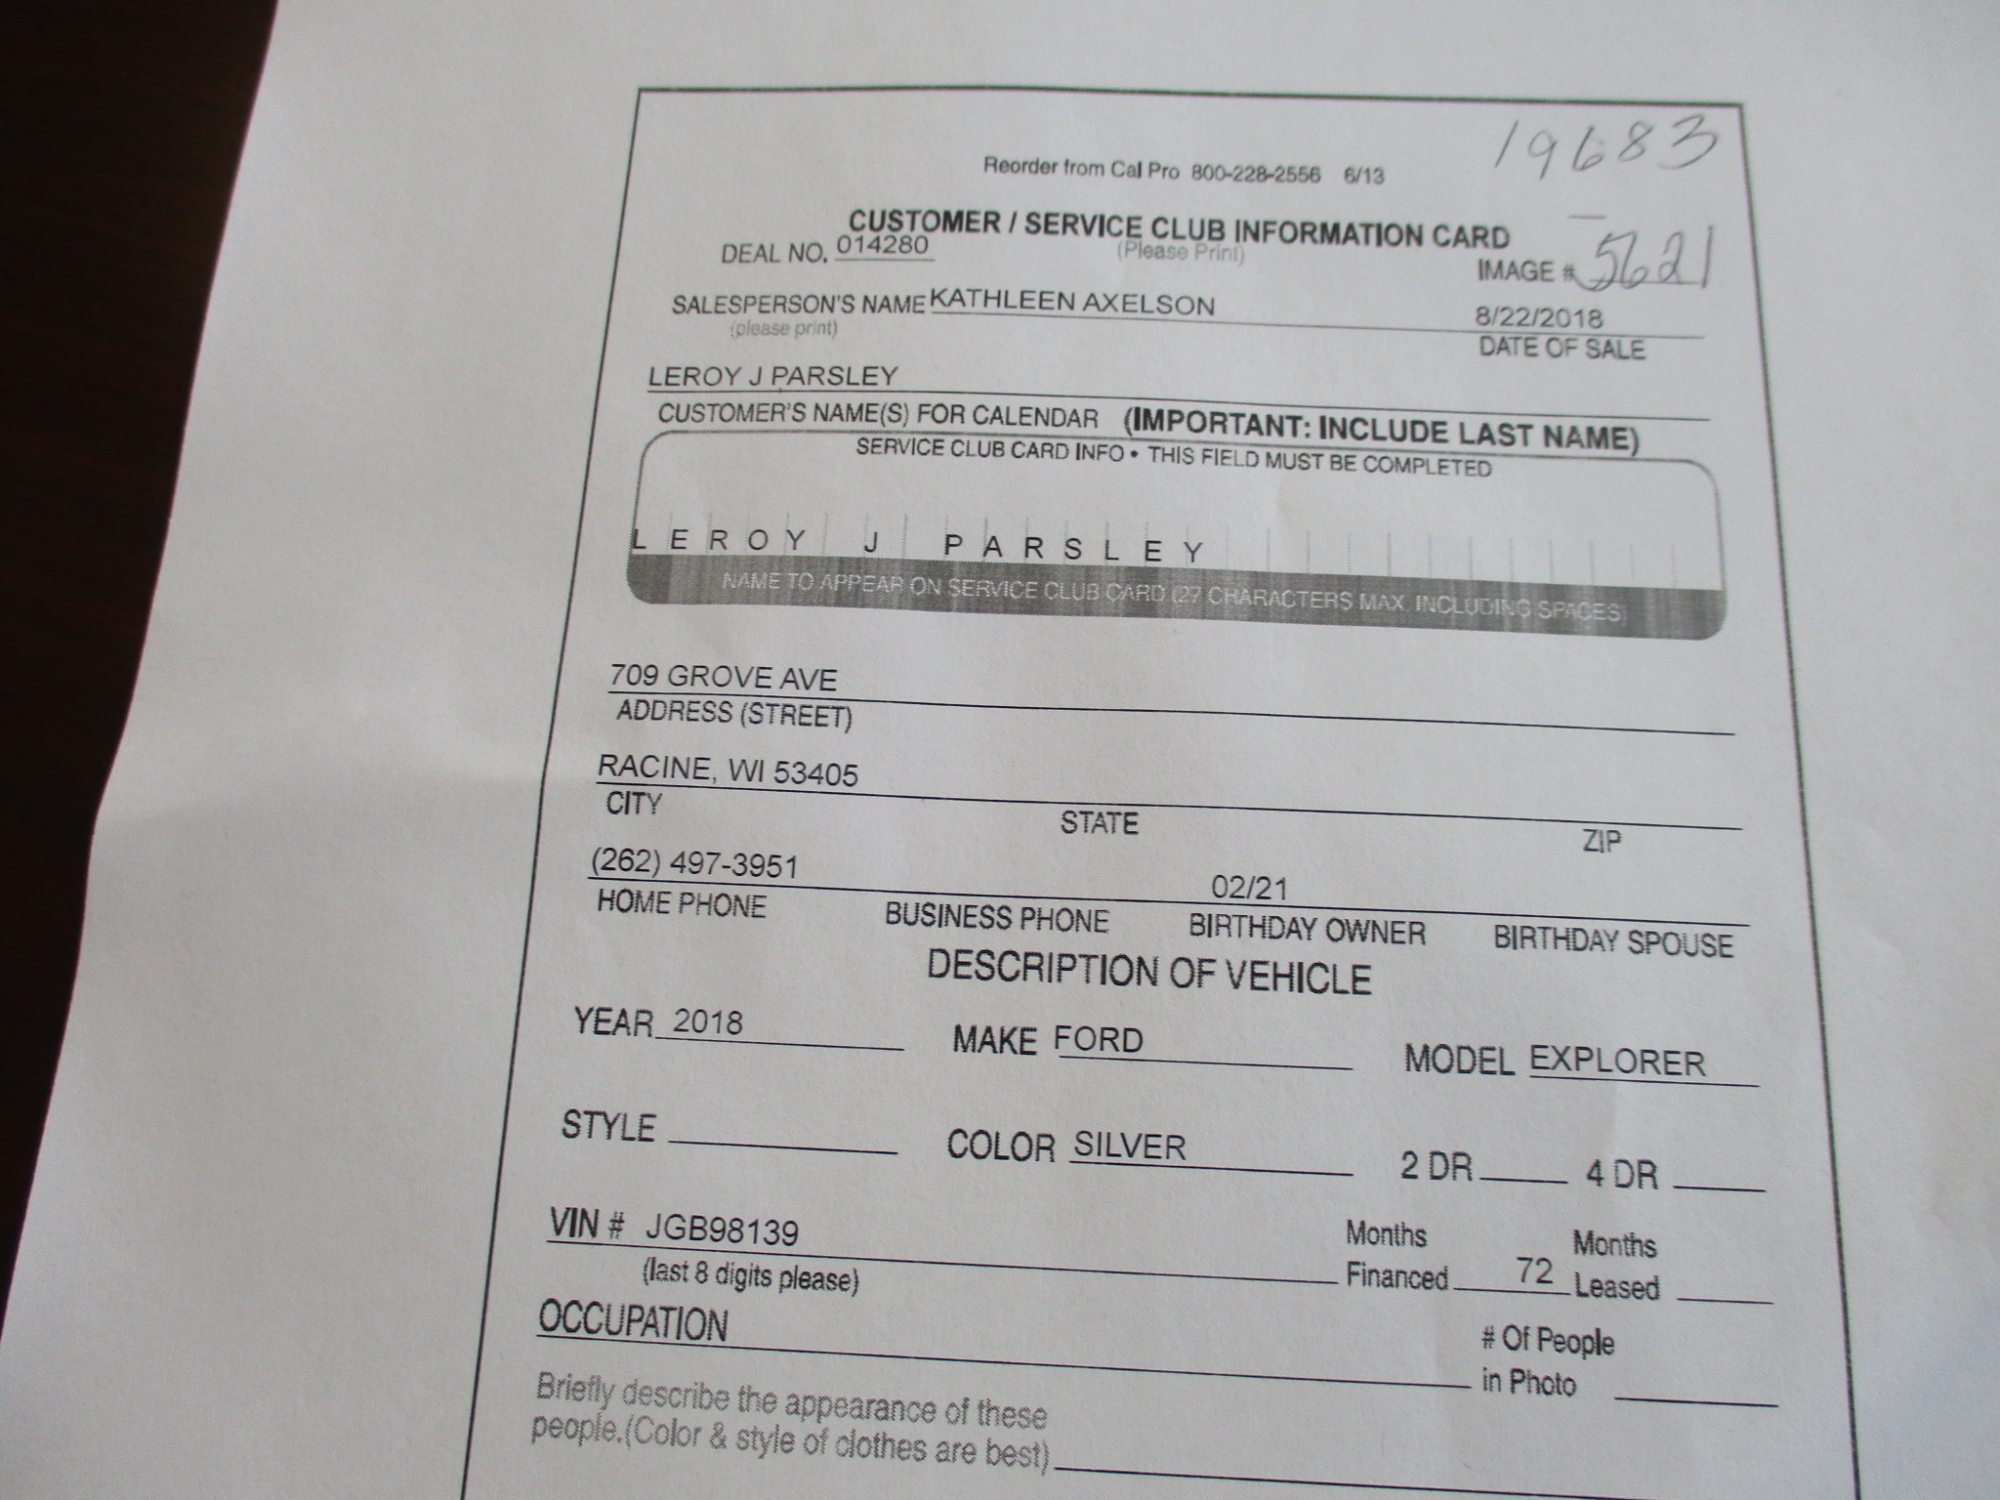 19683
Reorder from Cal Pro 800-228-2556 6/13
CUSTOMER / SERVICE CLUB INFORMATION CARD
DEAL NO. 014280 (Please Print)
IMAGE # 5621
SALESPERSON'S NAME KATHLEEN AXELSON 8/22/2018
(please print) DATE OF SALE
LEROY J PARSLEY
CUSTOMER'S NAME(S) FOR CALENDAR (IMPORTANT: INCLUDE LAST NAME)
SERVICE CLUB CARD INFO • THIS FIELD MUST BE COMPLETED
LEROY J PARSLEY
NAME TO APPEAR ON SERVICE CLUB CARD (27 CHARACTERS MAX. INCLUDING SPACES)
709 GROVE AVE
ADDRESS (STREET)
RACINE, WI 53405
CITY STATE ZIP
(262) 497-3951 02/21
HOME PHONE BUSINESS PHONE BIRTHDAY OWNER BIRTHDAY SPOUSE
DESCRIPTION OF VEHICLE
YEAR 2018 MAKE FORD MODEL EXPLORER
STYLE COLOR SILVER 2 DR 4 DR
VIN # JGB98139 Months Months
(last 8 digits please) Financed 72 Leased
OCCUPATION # Of People
in Photo
Briefly describe the appearance of these
people.(Color & style of clothes are best)